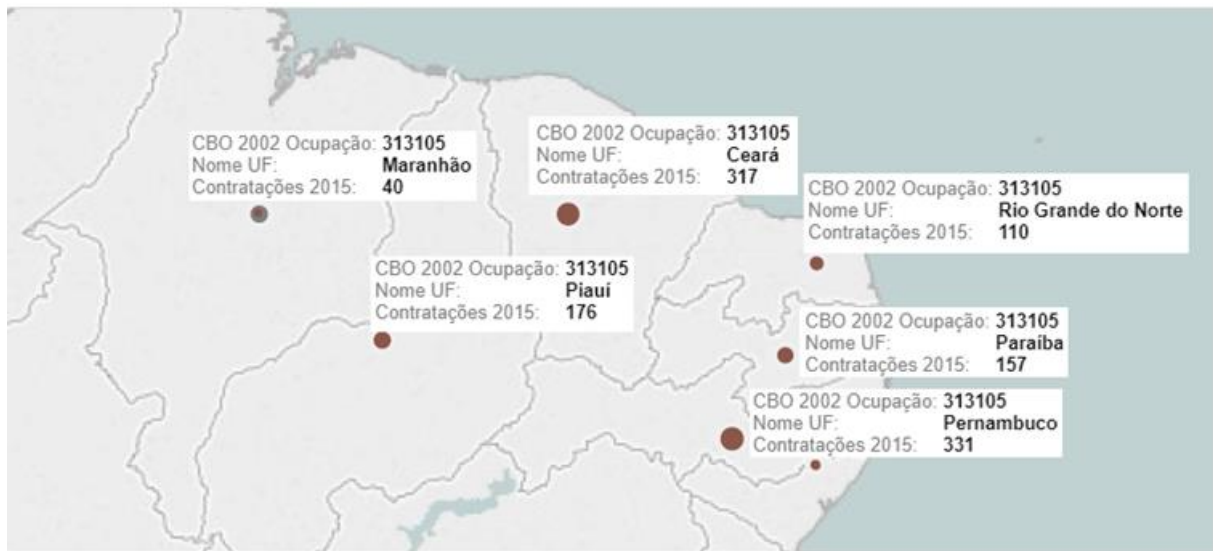 CBO 2002 Ocupação: 313105
Nome UF: Maranhão
Contratações 2015: 40
CBO 2002 Ocupação: 313105
Nome UF: Ceará
Contratações 2015: 317
CBO 2002 Ocupação: 313105
Nome UF: Rio Grande do Norte
Contratações 2015: 110
CBO 2002 Ocupação: 313105
Nome UF: Piauí
Contratações 2015: 176
CBO 2002 Ocupação: 313105
Nome UF: Paraíba
Contratações 2015: 157
CBO 2002 Ocupação: 313105
Nome UF: Pernambuco
Contratações 2015: 331